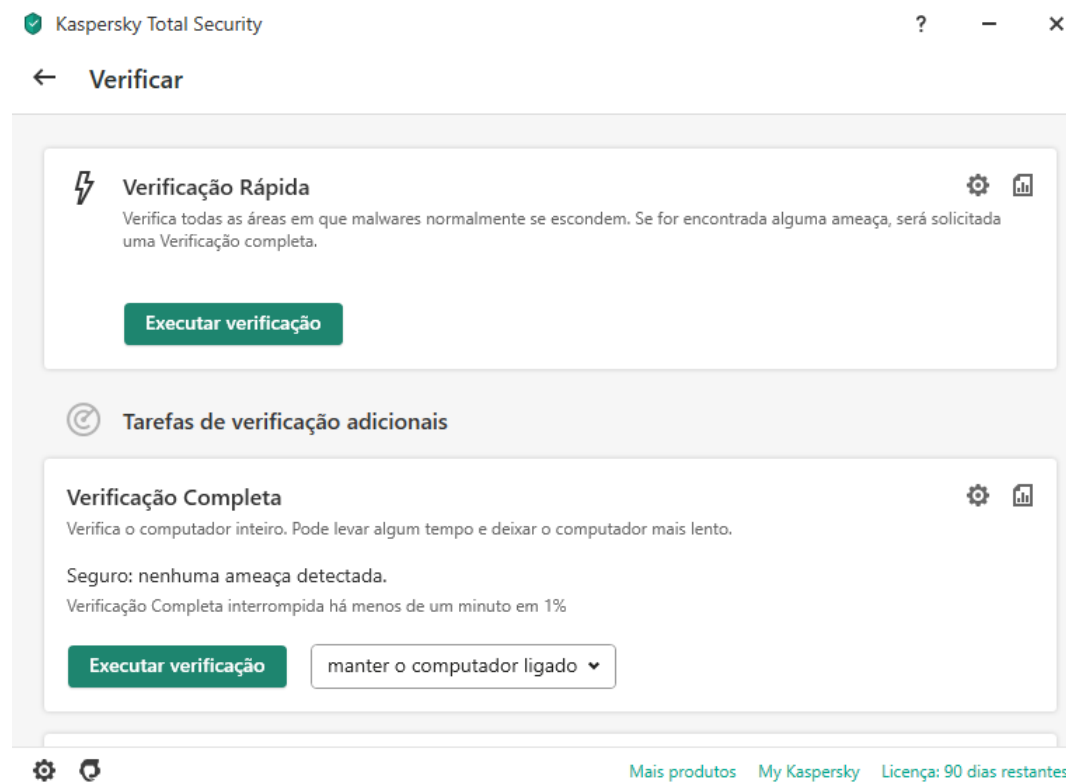 Kaspersky Total Security
?
Verificar
Verificação Rápida
Verifica todas as áreas em que malwares normalmente se escondem. Se for encontrada alguma ameaça, será solicitada
uma Verificação completa.
Executar verificação
Tarefas de verificação adicionais
Verificação Completa
Verifica o computador inteiro. Pode levar algum tempo e deixar o computador mais lento.
Seguro: nenhuma ameaça detectada.
Verificação Completa interrompida há menos de um minuto em 1%
Executar verificação
manter o computador ligado
Mais produtos My Kaspersky Licença: 90 dias restantes